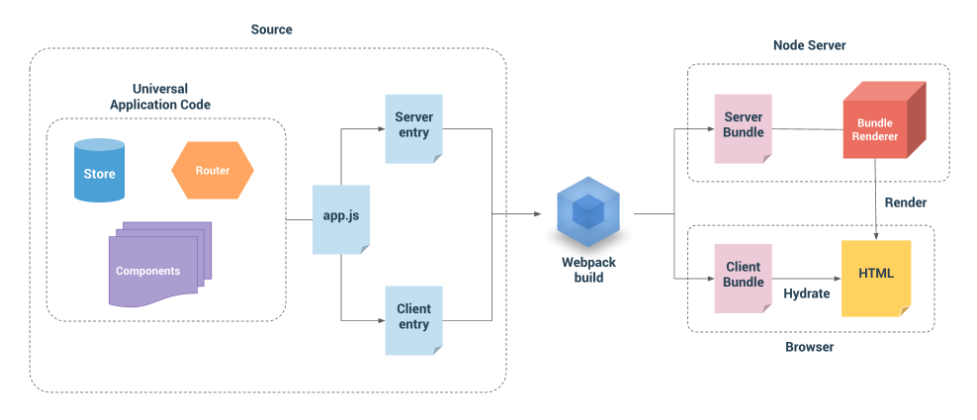 Source
Universal
Application Code
Store
Router
Components
app.js
Server
entry
Client
entry
Webpack
build
Node Server
Server
Bundle
Bundle
Renderer
Render
Client
Bundle
Hydrate
HTML
Browser